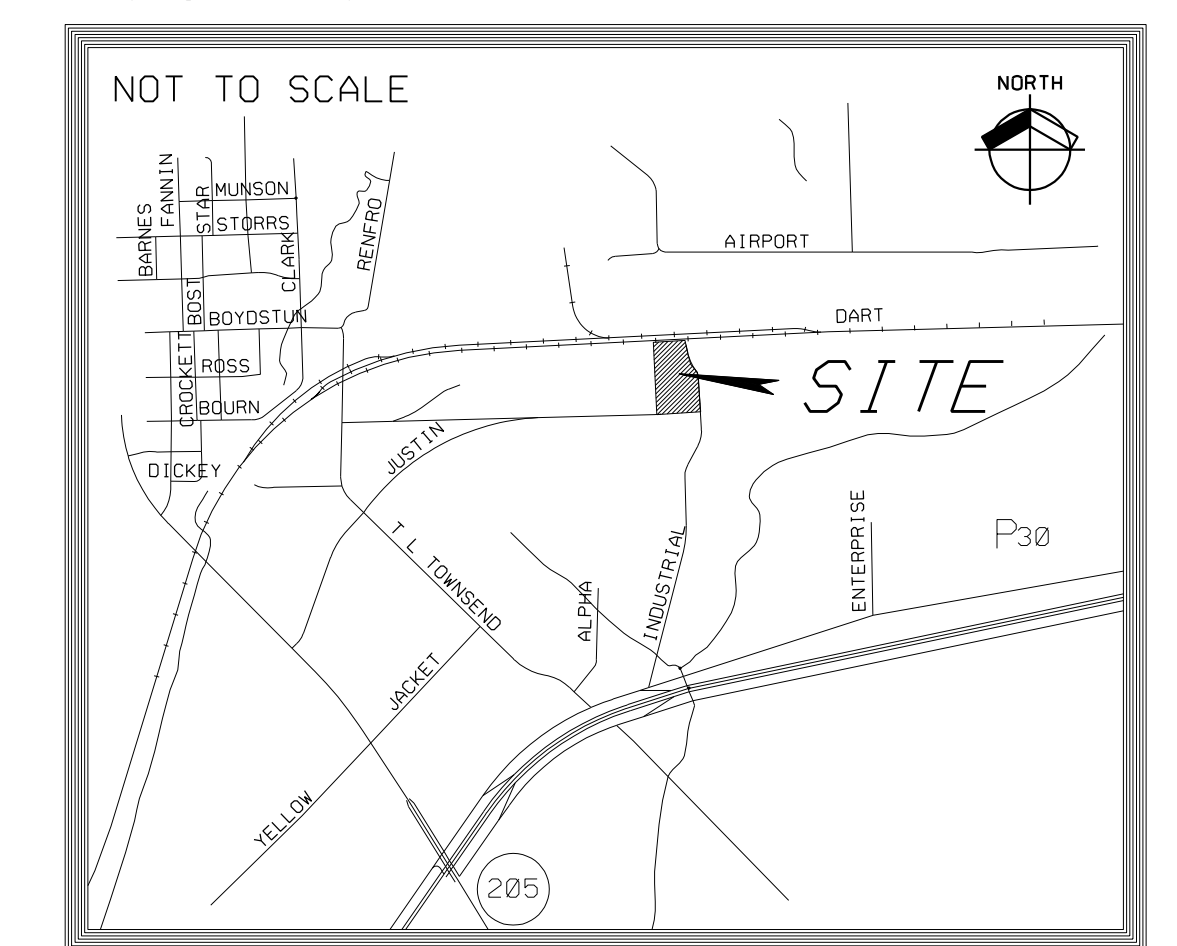 NOT TO SCALE
NORTH
FANNIN
MUNSON
STAR
BARNES
STORRS
RENFRO
CLARK
AIRPORT
BOST
BOYDSTUN
DART
CROCKETT
ROSS
SITE
BOURN
JUSTIN
DICKEY
P30
ENTERPRISE
T L TOWNSEND
INDUSTRIAL
ALPHA
JACKET
YELLOW
205